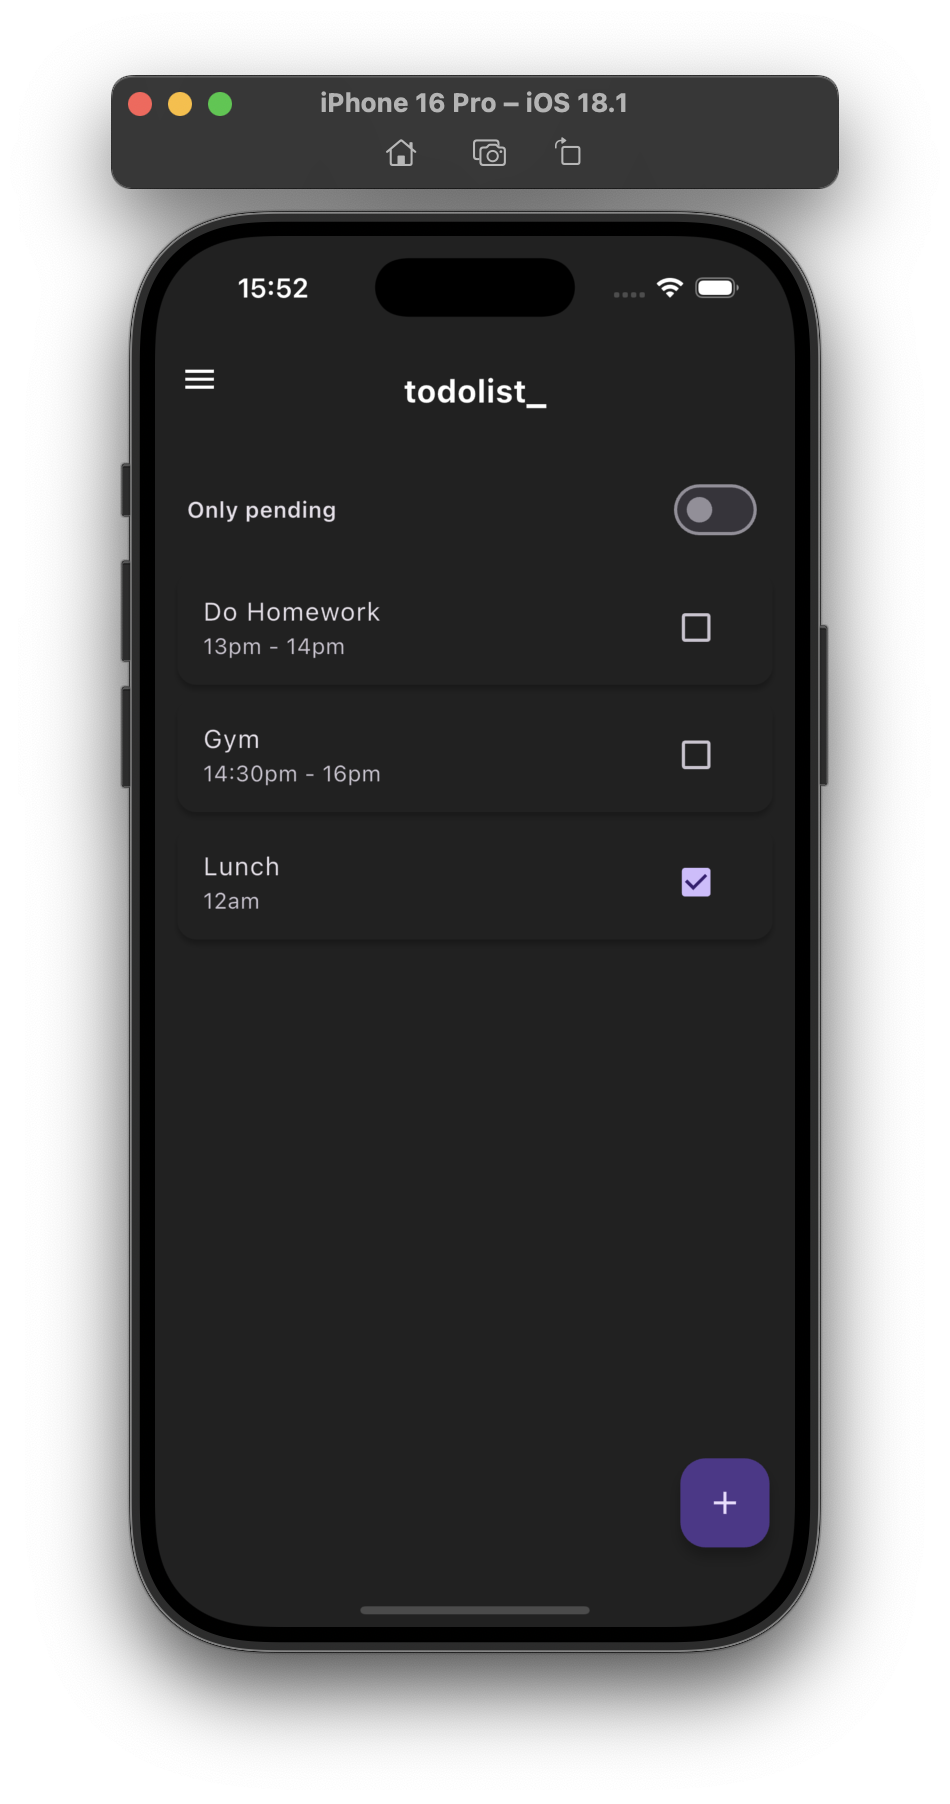 iPhone 16 Pro – iOS 18.1
15:52
todolist_
Only pending
Do Homework
13pm - 14pm
Gym
14:30pm - 16pm
Lunch
12am